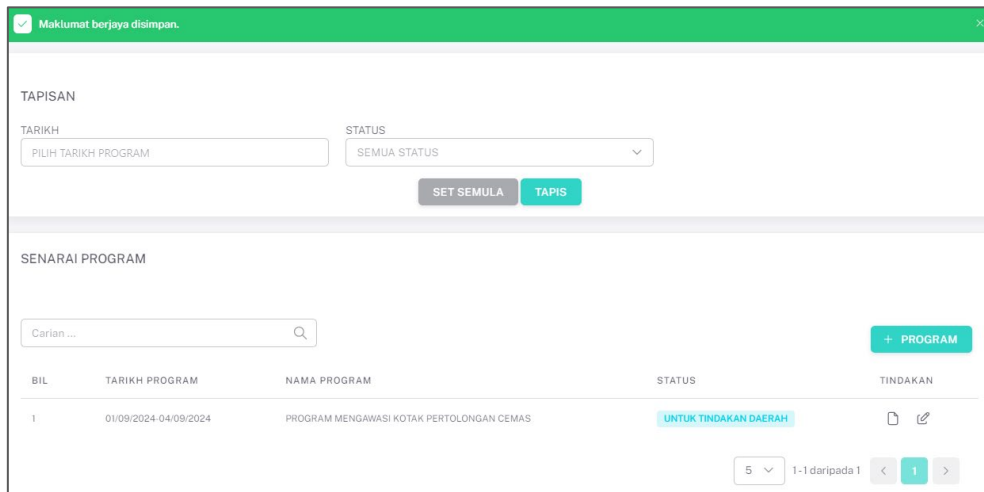 Maklumat berjaya disimpan.
TAPISAN
TARIKH STATUS
PILIH TARIKH PROGRAM SEMUA STATUS
SET SEMULA TAPIS
SENARAI PROGRAM
Carian ...
+ PROGRAM
BIL TARIKH PROGRAM NAMA PROGRAM STATUS TINDAKAN
1 01/09/2024-04/09/2024 PROGRAM MENGAWASI KOTAK PERTOLONGAN CEMAS UNTUK TINDAKAN DAERAH
5 1-1 daripada 1 < 1 >